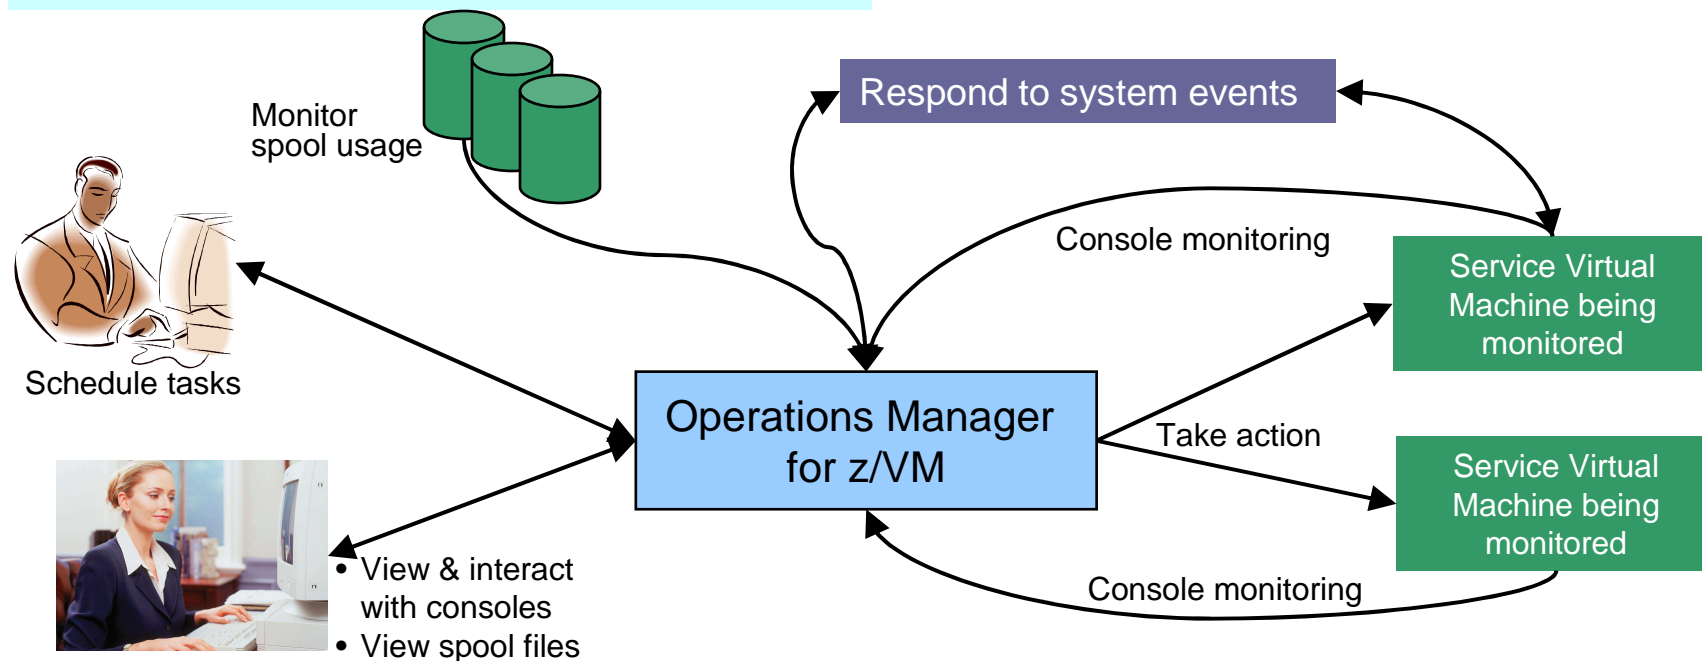 Monitor
spool usage
Respond to system events
Console monitoring
Service Virtual
Machine being
monitored
Schedule tasks
Operations Manager
for z/VM
Take action
Service Virtual
Machine being
monitored
• View & interact
with consoles
• View spool files
Console monitoring